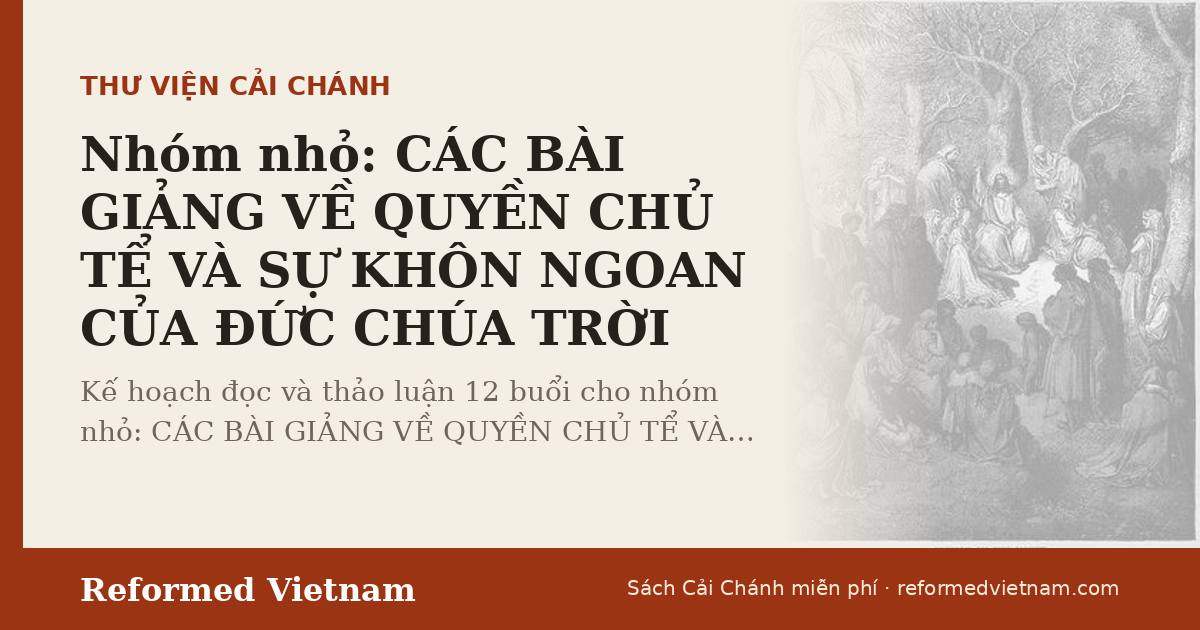 THƯ VIỆN CẢI CHÁNH
Nhóm nhỏ: CÁC BÀI
GIẢNG VỀ QUYỀN CHỦ
TỂ VÀ SỰ KHÔN NGOAN
CỦA ĐỨC CHÚA TRỜI
Kế hoạch đọc và thảo luận 12 buổi cho nhóm
nhỏ: CÁC BÀI GIẢNG VỀ QUYỀN CHỦ TỂ VÀ...
Reformed Vietnam
Sách Cải Chánh miễn phí · reformedvietnam.com